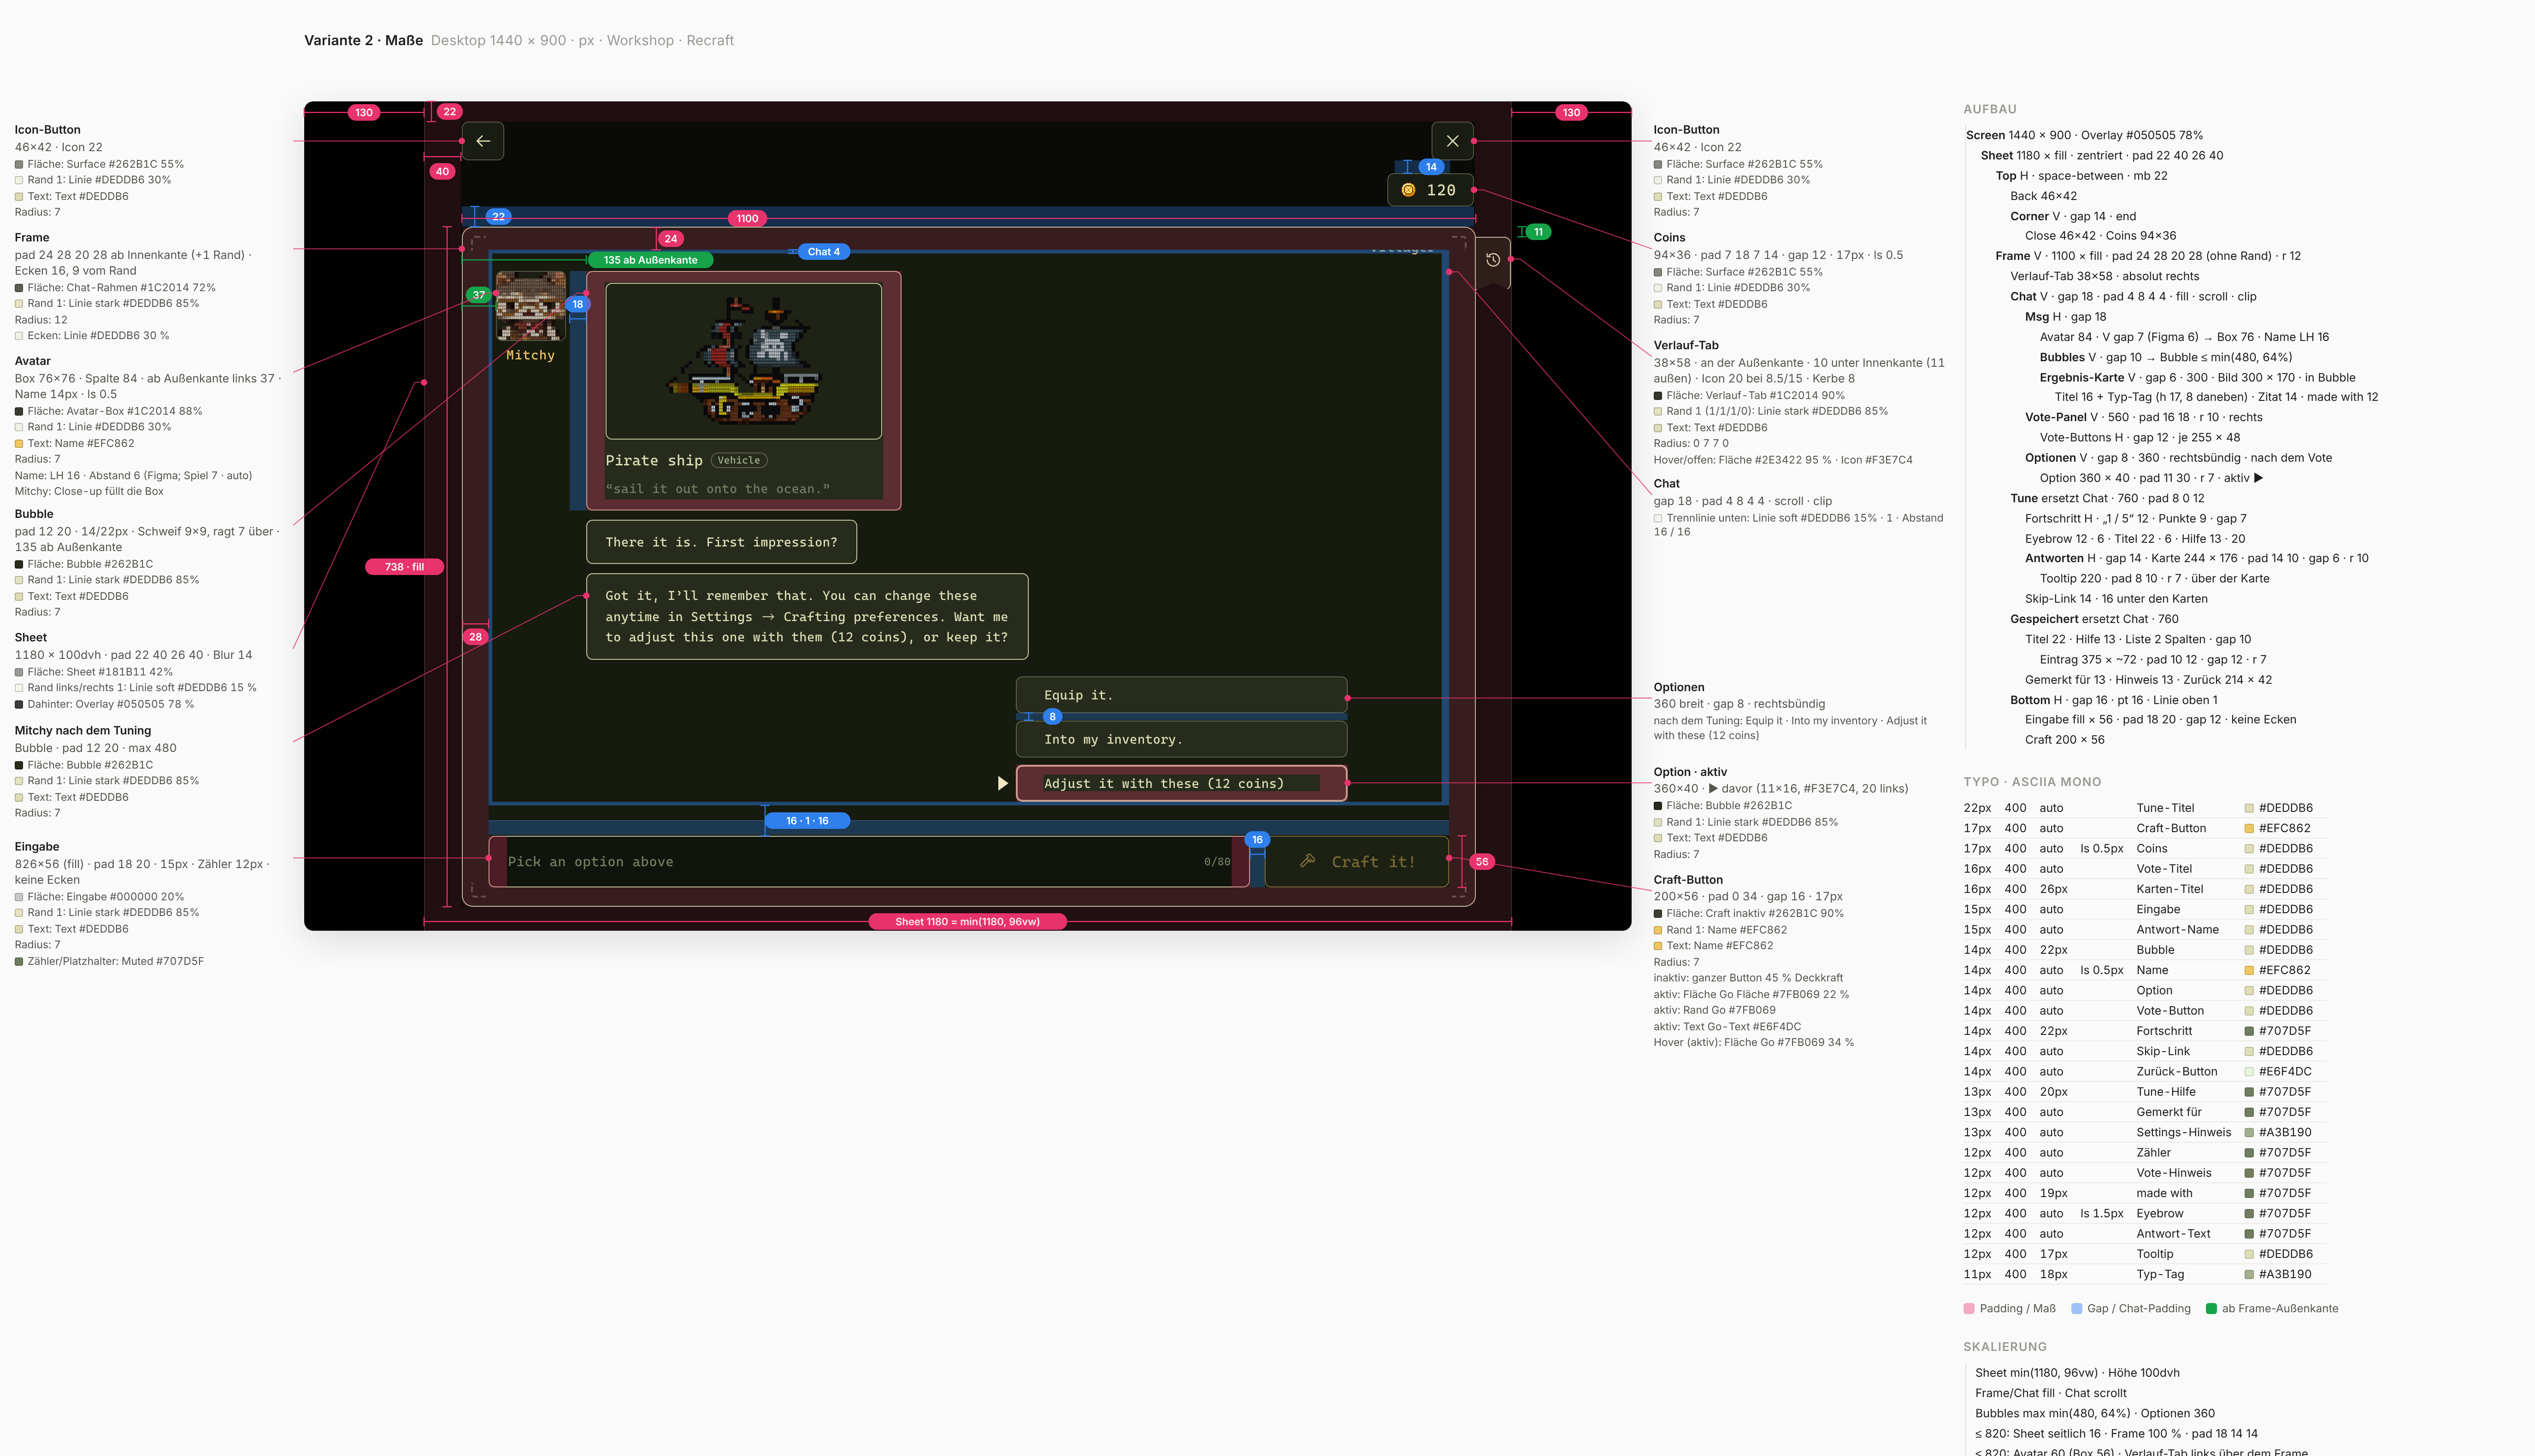 Variante 2 · Maße Desktop 1440 × 900 · px · Workshop · Recraft
Icon-Button
46×42 · Icon 22
Fläche: Surface #262B1C 55%
Rand 1: Linie #DEDDB6 30%
Text: Text #DEDDB6
Radius: 7
Frame
pad 24 28 20 28 ab Innenkante (+1 Rand) ·
Ecken 16, 9 vom Rand
Fläche: Chat-Rahmen #1C2014 72%
Rand 1: Linie stark #DEDDB6 85%
Radius: 12
Ecken: Linie #DEDDB6 30 %
Avatar
Box 76×76 · Spalte 84 · ab Außenkante links 37 ·
Name 14px · ls 0.5
Fläche: Avatar-Box #1C2014 88%
Rand 1: Linie #DEDDB6 30%
Text: Name #EFC862
Radius: 7
Name: LH 16 · Abstand 6 (Figma; Spiel 7 · auto)
Mitchy: Close-up füllt die Box
Bubble
pad 12 20 · 14/22px · Schweif 9×9, ragt 7 über ·
135 ab Außenkante
Fläche: Bubble #262B1C
Rand 1: Linie stark #DEDDB6 85%
Text: Text #DEDDB6
Radius: 7
Sheet
1180 × 100dvh · pad 22 40 26 40 · Blur 14
Fläche: Sheet #181B11 42%
Rand links/rechts 1: Linie soft #DEDDB6 15 %
Dahinter: Overlay #050505 78 %
Mitchy nach dem Tuning
Bubble · pad 12 20 · max 480
Fläche: Bubble #262B1C
Rand 1: Linie stark #DEDDB6 85%
Text: Text #DEDDB6
Radius: 7
Eingabe
826×56 (fill) · pad 18 20 · 15px · Zähler 12px ·
keine Ecken
Fläche: Eingabe #000000 20%
Rand 1: Linie stark #DEDDB6 85%
Text: Text #DEDDB6
Radius: 7
Zähler/Platzhalter: Muted #707D5F
130
22
130
40
14
120
22
1100
24
11
Chat 4
135 ab Außenkante
37
18
Mitchy
Pirate ship Vehicle
“sail it out onto the ocean.”
There it is. First impression?
738 · fill
Got it, I’ll remember that. You can change these
anytime in Settings → Crafting preferences. Want me
to adjust this one with them (12 coins), or keep it?
28
Equip it.
8
Into my inventory.
▶ Adjust it with these (12 coins)
16 · 1 · 16
16
Pick an option above 0/80
Craft it!
56
Sheet 1180 = min(1180, 96vw)
Icon-Button
46×42 · Icon 22
Fläche: Surface #262B1C 55%
Rand 1: Linie #DEDDB6 30%
Text: Text #DEDDB6
Radius: 7
Coins
94×36 · pad 7 18 7 14 · gap 12 · 17px · ls 0.5
Fläche: Surface #262B1C 55%
Rand 1: Linie #DEDDB6 30%
Text: Text #DEDDB6
Radius: 7
Verlauf-Tab
38×58 · an der Außenkante · 10 unter Innenkante (11
außen) · Icon 20 bei 8.5/15 · Kerbe 8
Fläche: Verlauf-Tab #1C2014 90%
Rand 1 (1/1/1/0): Linie stark #DEDDB6 85%
Text: Text #DEDDB6
Radius: 0 7 7 0
Hover/offen: Fläche #2E3422 95 % · Icon #F3E7C4
Chat
gap 18 · pad 4 8 4 4 · scroll · clip
Trennlinie unten: Linie soft #DEDDB6 15% · 1 · Abstand
16 / 16
Optionen
360 breit · gap 8 · rechtsbündig
nach dem Tuning: Equip it · Into my inventory · Adjust it
with these (12 coins)
Option · aktiv
360×40 · ▶ davor (11×16, #F3E7C4, 20 links)
Fläche: Bubble #262B1C
Rand 1: Linie stark #DEDDB6 85%
Text: Text #DEDDB6
Radius: 7
Craft-Button
200×56 · pad 0 34 · gap 16 · 17px
Fläche: Craft inaktiv #262B1C 90%
Rand 1: Name #EFC862
Text: Name #EFC862
Radius: 7
inaktiv: ganzer Button 45 % Deckkraft
aktiv: Fläche Go Fläche #7FB069 22 %
aktiv: Rand Go #7FB069
aktiv: Text Go-Text #E6F4DC
Hover (aktiv): Fläche Go #7FB069 34 %
AUFBAU
Screen 1440 × 900 · Overlay #050505 78%
Sheet 1180 × fill · zentriert · pad 22 40 26 40
Top H · space-between · mb 22
Back 46×42
Corner V · gap 14 · end
Close 46×42 · Coins 94×36
Frame V · 1100 × fill · pad 24 28 20 28 (ohne Rand) · r 12
Verlauf-Tab 38×58 · absolut rechts
Chat V · gap 18 · pad 4 8 4 4 · fill · scroll · clip
Msg H · gap 18
Avatar 84 · V gap 7 (Figma 6) → Box 76 · Name LH 16
Bubbles V · gap 10 → Bubble ≤ min(480, 64%)
Ergebnis-Karte V · gap 6 · 300 · Bild 300 × 170 · in Bubble
Titel 16 + Typ-Tag (h 17, 8 daneben) · Zitat 14 · made with 12
Vote-Panel V · 560 · pad 16 18 · r 10 · rechts
Vote-Buttons H · gap 12 · je 255 × 48
Optionen V · gap 8 · 360 · rechtsbündig · nach dem Vote
Option 360 × 40 · pad 11 30 · r 7 · aktiv ▶
Tune ersetzt Chat · 760 · pad 8 0 12
Fortschritt H · „1 / 5“ 12 · Punkte 9 · gap 7
Eyebrow 12 · 6 · Titel 22 · 6 · Hilfe 13 · 20
Antworten H · gap 14 · Karte 244 × 176 · pad 14 10 · gap 6 · r 10
Tooltip 220 · pad 8 10 · r 7 · über der Karte
Skip-Link 14 · 16 unter den Karten
Gespeichert ersetzt Chat · 760
Titel 22 · Hilfe 13 · Liste 2 Spalten · gap 10
Eintrag 375 × ~72 · pad 10 12 · gap 12 · r 7
Gemerkt für 13 · Hinweis 13 · Zurück 214 × 42
Bottom H · gap 16 · pt 16 · Linie oben 1
Eingabe fill × 56 · pad 18 20 · gap 12 · keine Ecken
Craft 200 × 56
TYPO · ASCIIA MONO
22px 400 auto Tune-Titel #DEDDB6
17px 400 auto Craft-Button #EFC862
17px 400 auto ls 0.5px Coins #DEDDB6
16px 400 auto Vote-Titel #DEDDB6
16px 400 26px Karten-Titel #DEDDB6
15px 400 auto Eingabe #DEDDB6
15px 400 auto Antwort-Name #DEDDB6
14px 400 22px Bubble #DEDDB6
14px 400 auto ls 0.5px Name #EFC862
14px 400 auto Option #DEDDB6
14px 400 auto Vote-Button #DEDDB6
14px 400 22px Fortschritt #707D5F
14px 400 auto Skip-Link #DEDDB6
14px 400 auto Zurück-Button #E6F4DC
13px 400 20px Tune-Hilfe #707D5F
13px 400 auto Gemerkt für #707D5F
13px 400 auto Settings-Hinweis #A3B190
12px 400 auto Zähler #707D5F
12px 400 auto Vote-Hinweis #707D5F
12px 400 19px made with #707D5F
12px 400 auto ls 1.5px Eyebrow #707D5F
12px 400 auto Antwort-Text #707D5F
12px 400 17px Tooltip #DEDDB6
11px 400 18px Typ-Tag #A3B190
Padding / Maß Gap / Chat-Padding ab Frame-Außenkante
SKALIERUNG
Sheet min(1180, 96vw) · Höhe 100dvh
Frame/Chat fill · Chat scrollt
Bubbles max min(480, 64%) · Optionen 360
≤ 820: Sheet seitlich 16 · Frame 100 % · pad 18 14 14
≤ 820: Avatar 60 (Box 56) · Verlauf-Tab links über dem Frame